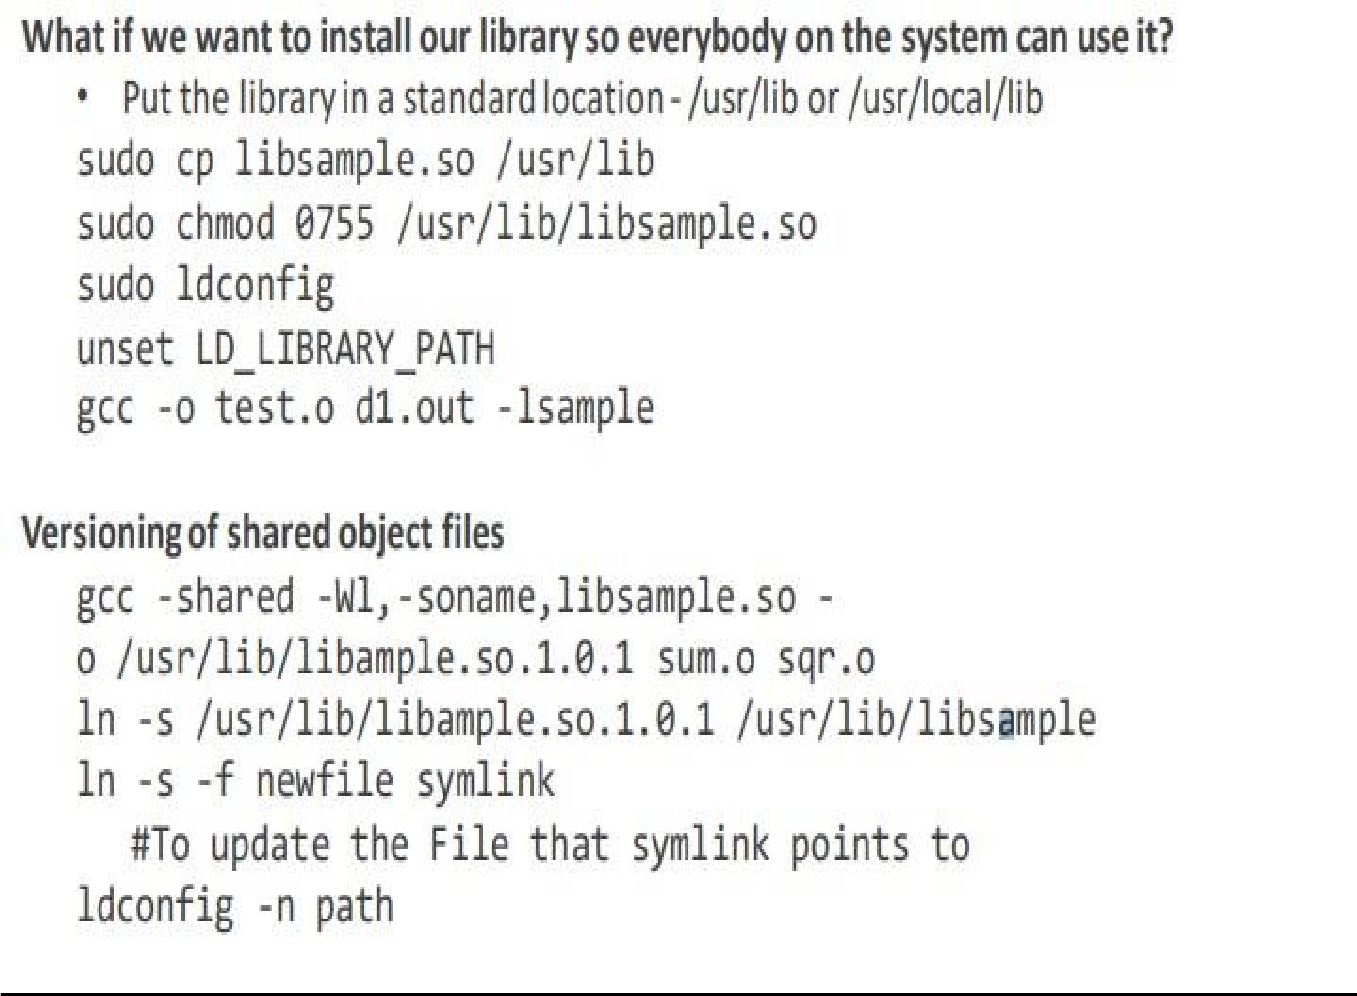 What if we want to install our library so everybody on the system can use it?
• Put the library in a standard location - /usr/lib or /usr/local/lib
sudo cp libsample.so /usr/lib
sudo chmod 0755 /usr/lib/libsample.so
sudo ldconfig
unset LD_LIBRARY_PATH
gcc -o test.o d1.out -lsample
Versioning of shared object files
gcc -shared -Wl,-soname,libsample.so -
o /usr/lib/libample.so.1.0.1 sum.o sqr.o
ln -s /usr/lib/libample.so.1.0.1 /usr/lib/libsample
ln -s -f newfile symlink
#To update the File that symlink points to
ldconfig -n path